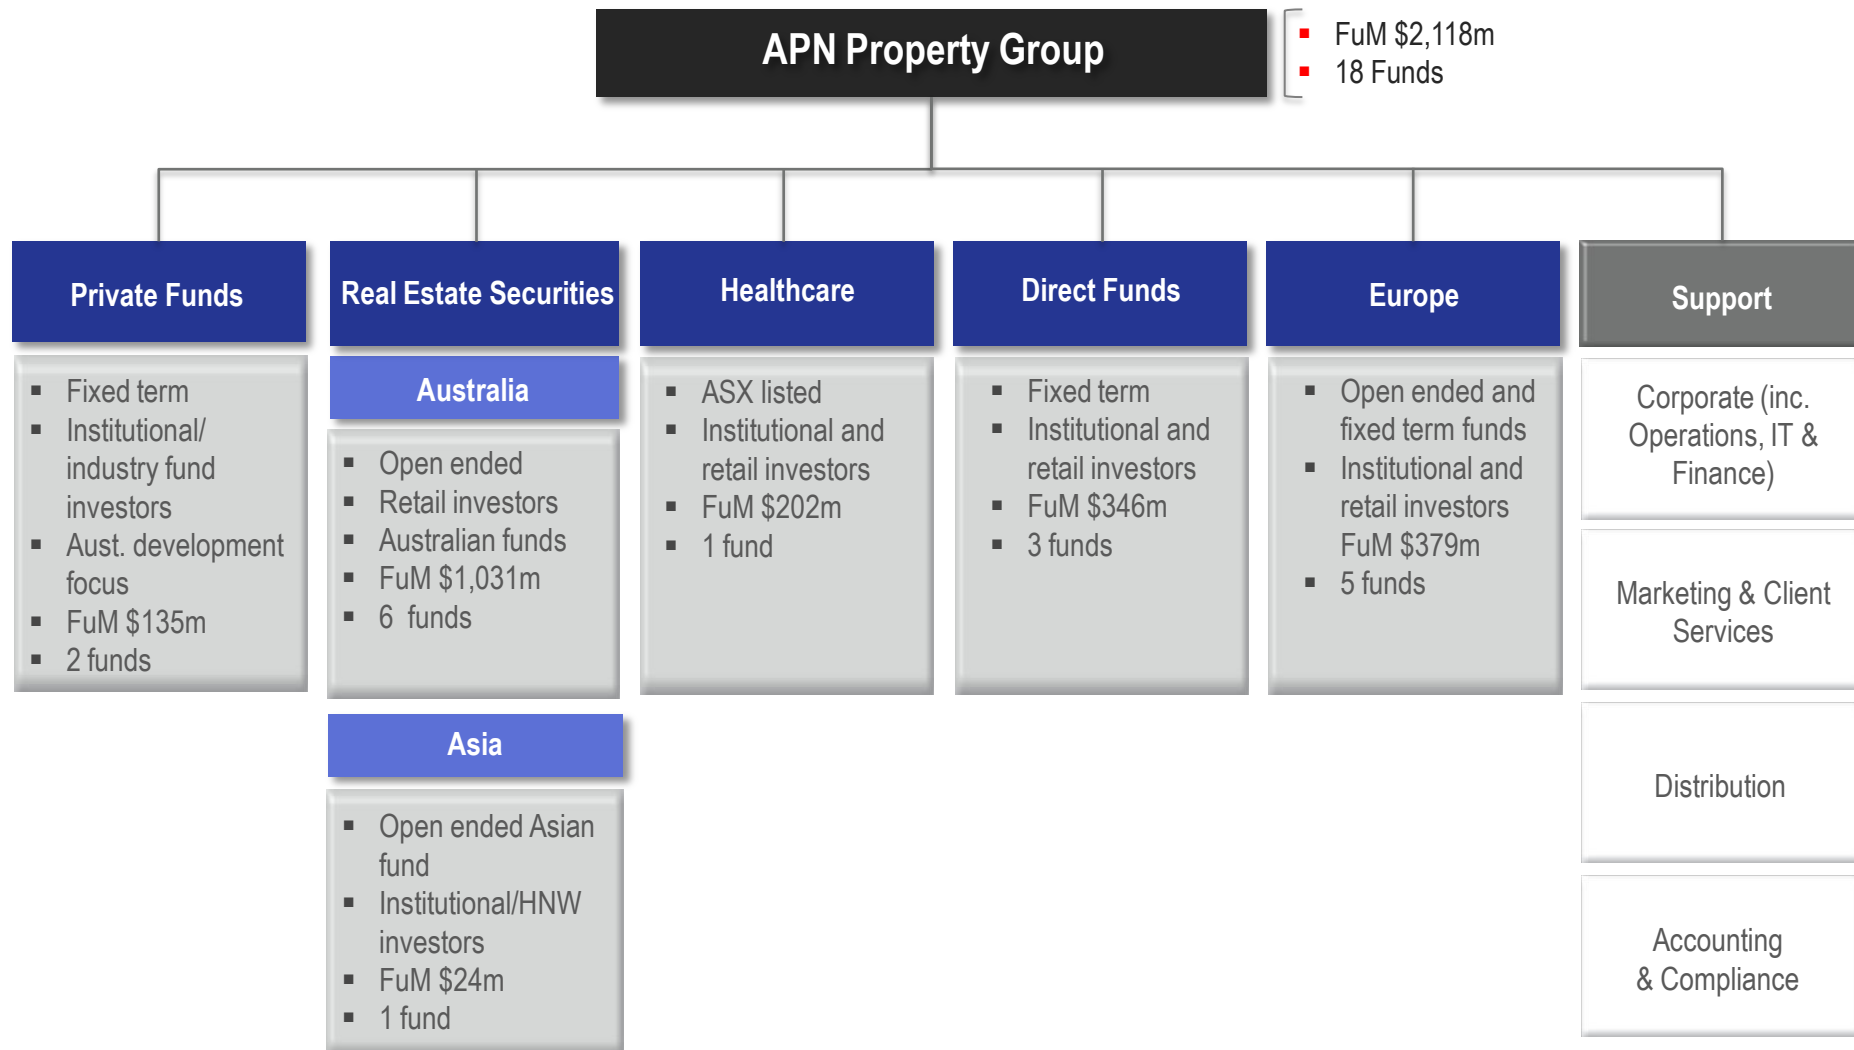 APN Property Group
▪ FuM $2,118m
▪ 18 Funds
Private Funds
▪ Fixed term
▪ Institutional/
industry fund
investors
▪ Aust. development
focus
▪ FuM $135m
▪ 2 funds
Real Estate Securities
Australia
▪ Open ended
▪ Retail investors
▪ Australian funds
▪ FuM $1,031m
▪ 6 funds
Asia
▪ Open ended Asian
fund
▪ Institutional/HNW
investors
▪ FuM $24m
▪ 1 fund
Healthcare
▪ ASX listed
▪ Institutional and
retail investors
▪ FuM $202m
▪ 1 fund
Direct Funds
▪ Fixed term
▪ Institutional and
retail investors
▪ FuM $346m
▪ 3 funds
Europe
▪ Open ended and
fixed term funds
▪ Institutional and
retail investors
FuM $379m
▪ 5 funds
Support
Corporate (inc.
Operations, IT &
Finance)
Marketing & Client
Services
Distribution
Accounting
& Compliance